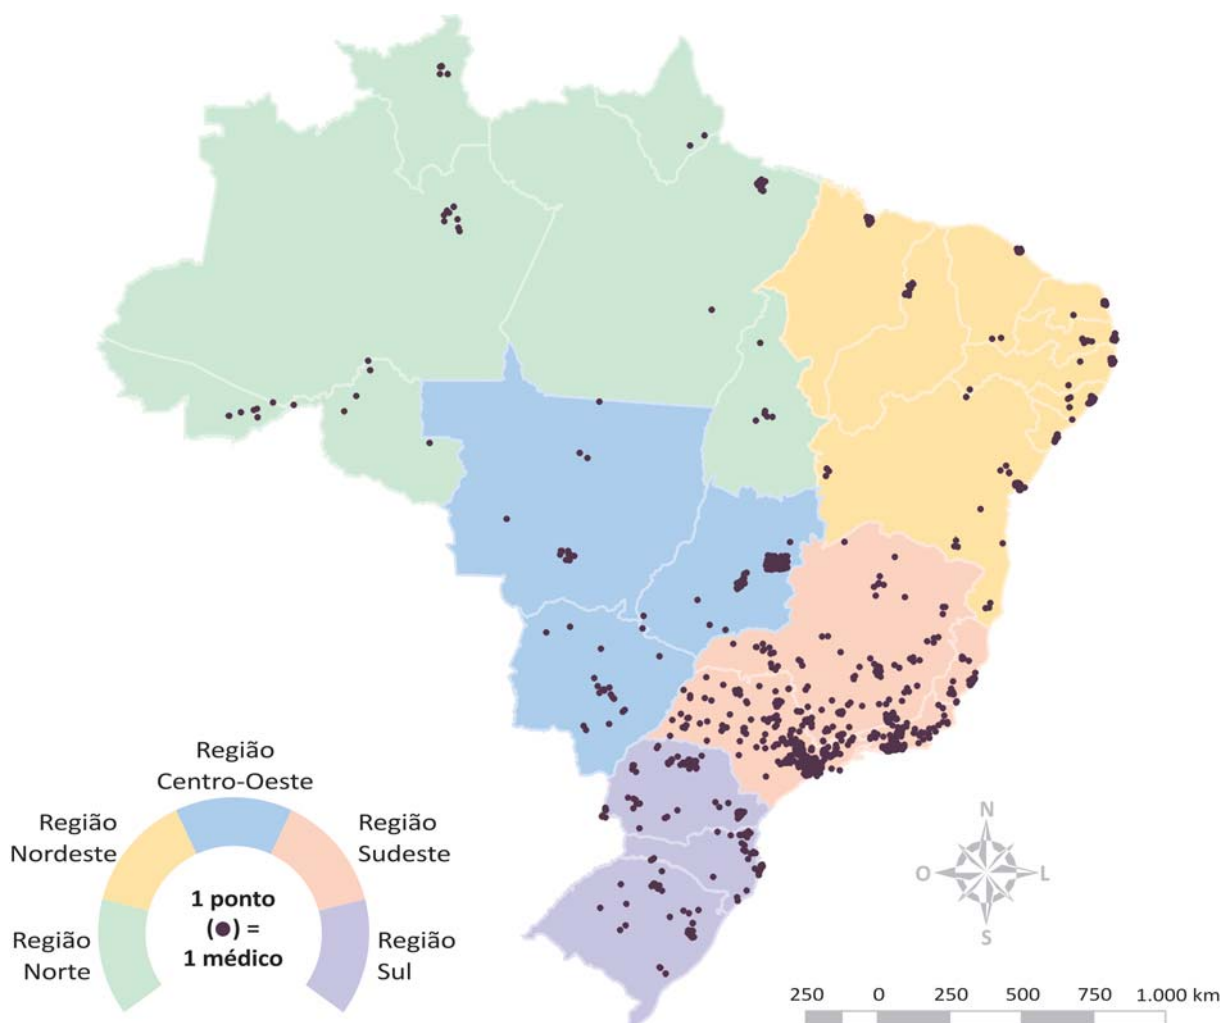 Região
Centro-Oeste
Região
Nordeste
Região
Sudeste
1 ponto
(●) =
1 médico
Região
Norte
Região
Sul
N
O
L
S
250 0 250 500 750 1.000 km